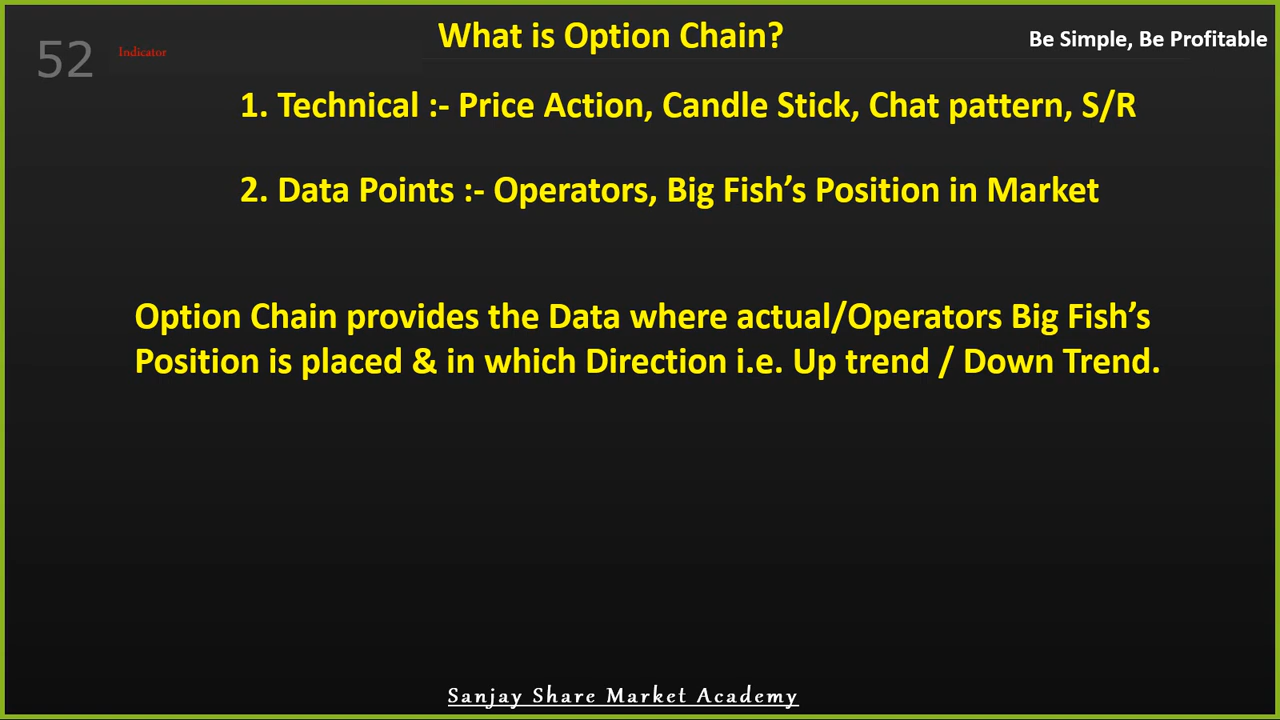 What is Option Chain?
Be Simple, Be Profitable
52
Indicator
1. Technical :- Price Action, Candle Stick, Chat pattern, S/R
2. Data Points :- Operators, Big Fish’s Position in Market
Option Chain provides the Data where actual/Operators Big Fish’s
Position is placed & in which Direction i.e. Up trend / Down Trend.
Sanjay Share Market Academy